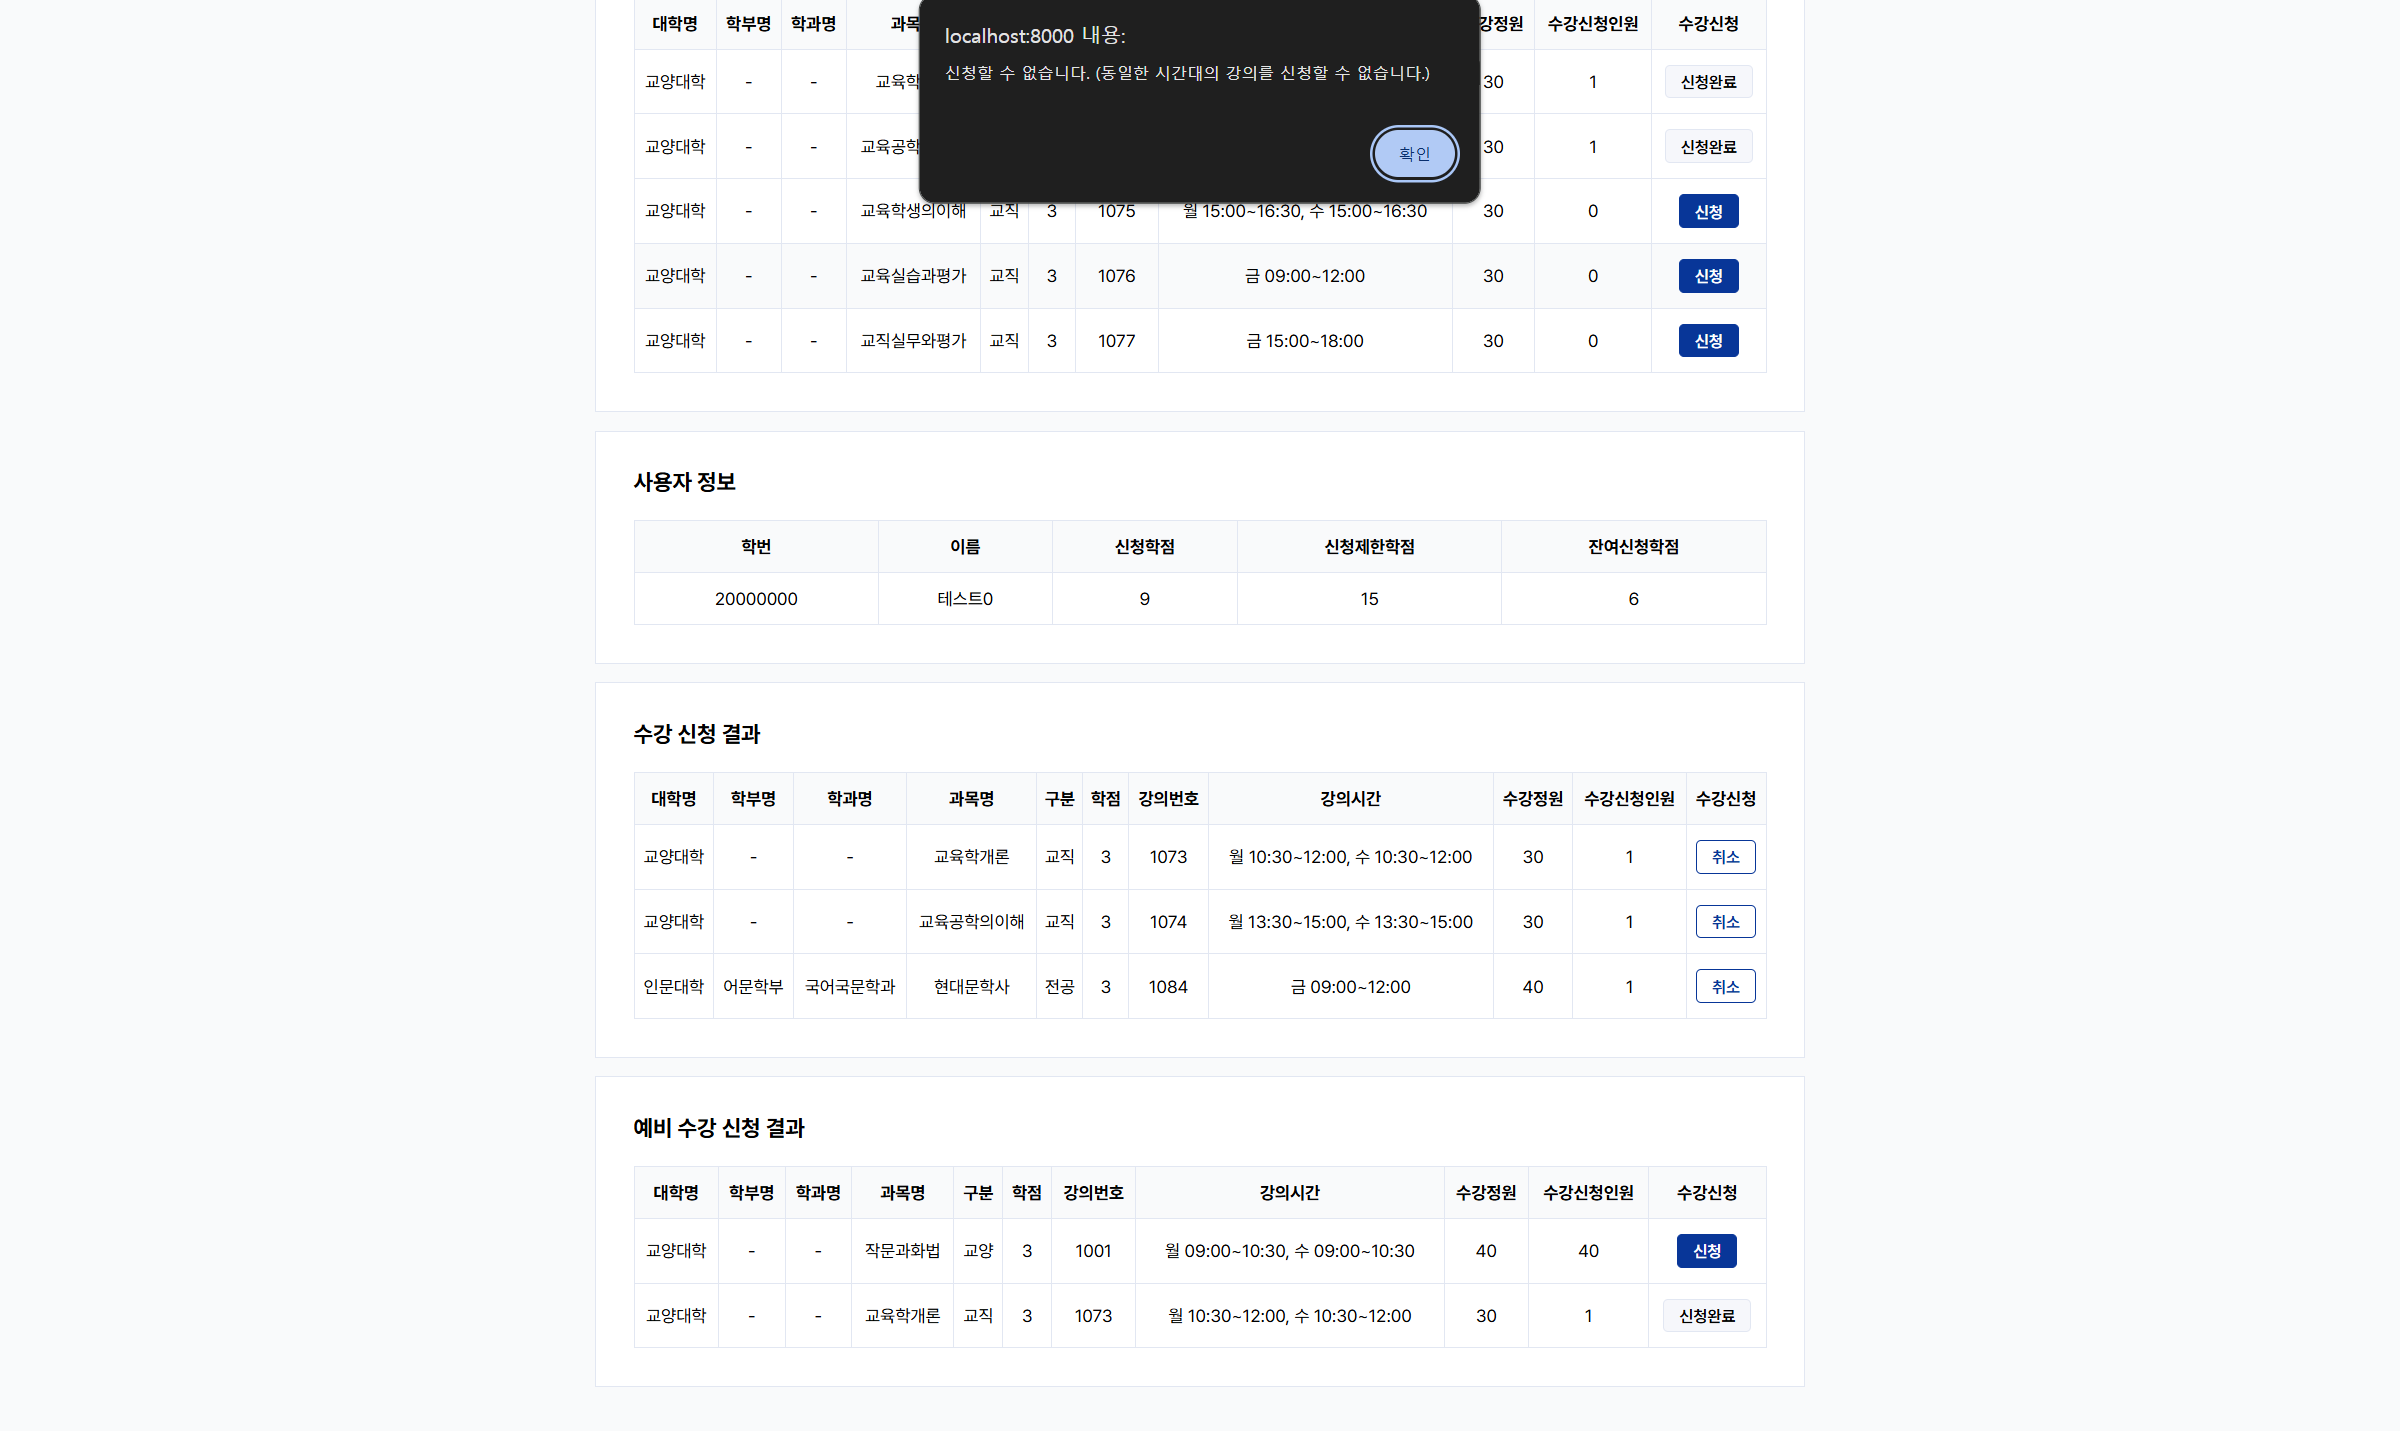 localhost:8000 내용:
신청할 수 없습니다. (동일한 시간대의 강의를 신청할 수 없습니다.)
확인
대학명 학부명 학과명 수강신청인원 수강신청
교양대학 - - 30 1 신청완료
교양대학 - - 30 1 신청완료
교양대학 - - 교육학생의이해 교직 3 1075 월 15:00~16:30, 수 15:00~16:30 30 0 신청
교양대학 - - 교육실습과평가 교직 3 1076 금 09:00~12:00 30 0 신청
교양대학 - - 교직실무와평가 교직 3 1077 금 15:00~18:00 30 0 신청
사용자 정보
학번 이름 신청학점 신청제한학점 잔여신청학점
20000000 테스트0 9 15 6
수강 신청 결과
대학명 학부명 학과명 과목명 구분 학점 강의번호 강의시간 수강정원 수강신청인원 수강신청
교양대학 - - 교육학개론 교직 3 1073 월 10:30~12:00, 수 10:30~12:00 30 1 취소
교양대학 - - 교육공학의이해 교직 3 1074 월 13:30~15:00, 수 13:30~15:00 30 1 취소
인문대학 어문학부 국어국문학과 현대문학사 전공 3 1084 금 09:00~12:00 40 1 취소
예비 수강 신청 결과
대학명 학부명 학과명 과목명 구분 학점 강의번호 강의시간 수강정원 수강신청인원 수강신청
교양대학 - - 작문과화법 교양 3 1001 월 09:00~10:30, 수 09:00~10:30 40 40 신청
교양대학 - - 교육학개론 교직 3 1073 월 10:30~12:00, 수 10:30~12:00 30 1 신청완료